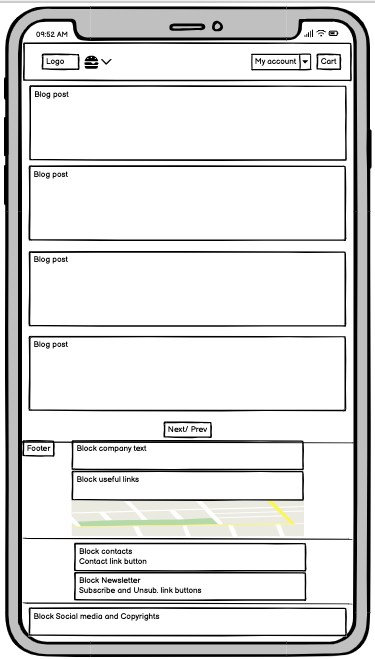 09:52 AM
Logo
My account
Cart
Blog post
Blog post
Blog post
Blog post
Next/ Prev
Footer
Block company text
Block useful links
Block contacts
Contact link button
Block Newsletter
Subscribe and Unsub. link buttons
Block Social media and Copyrights